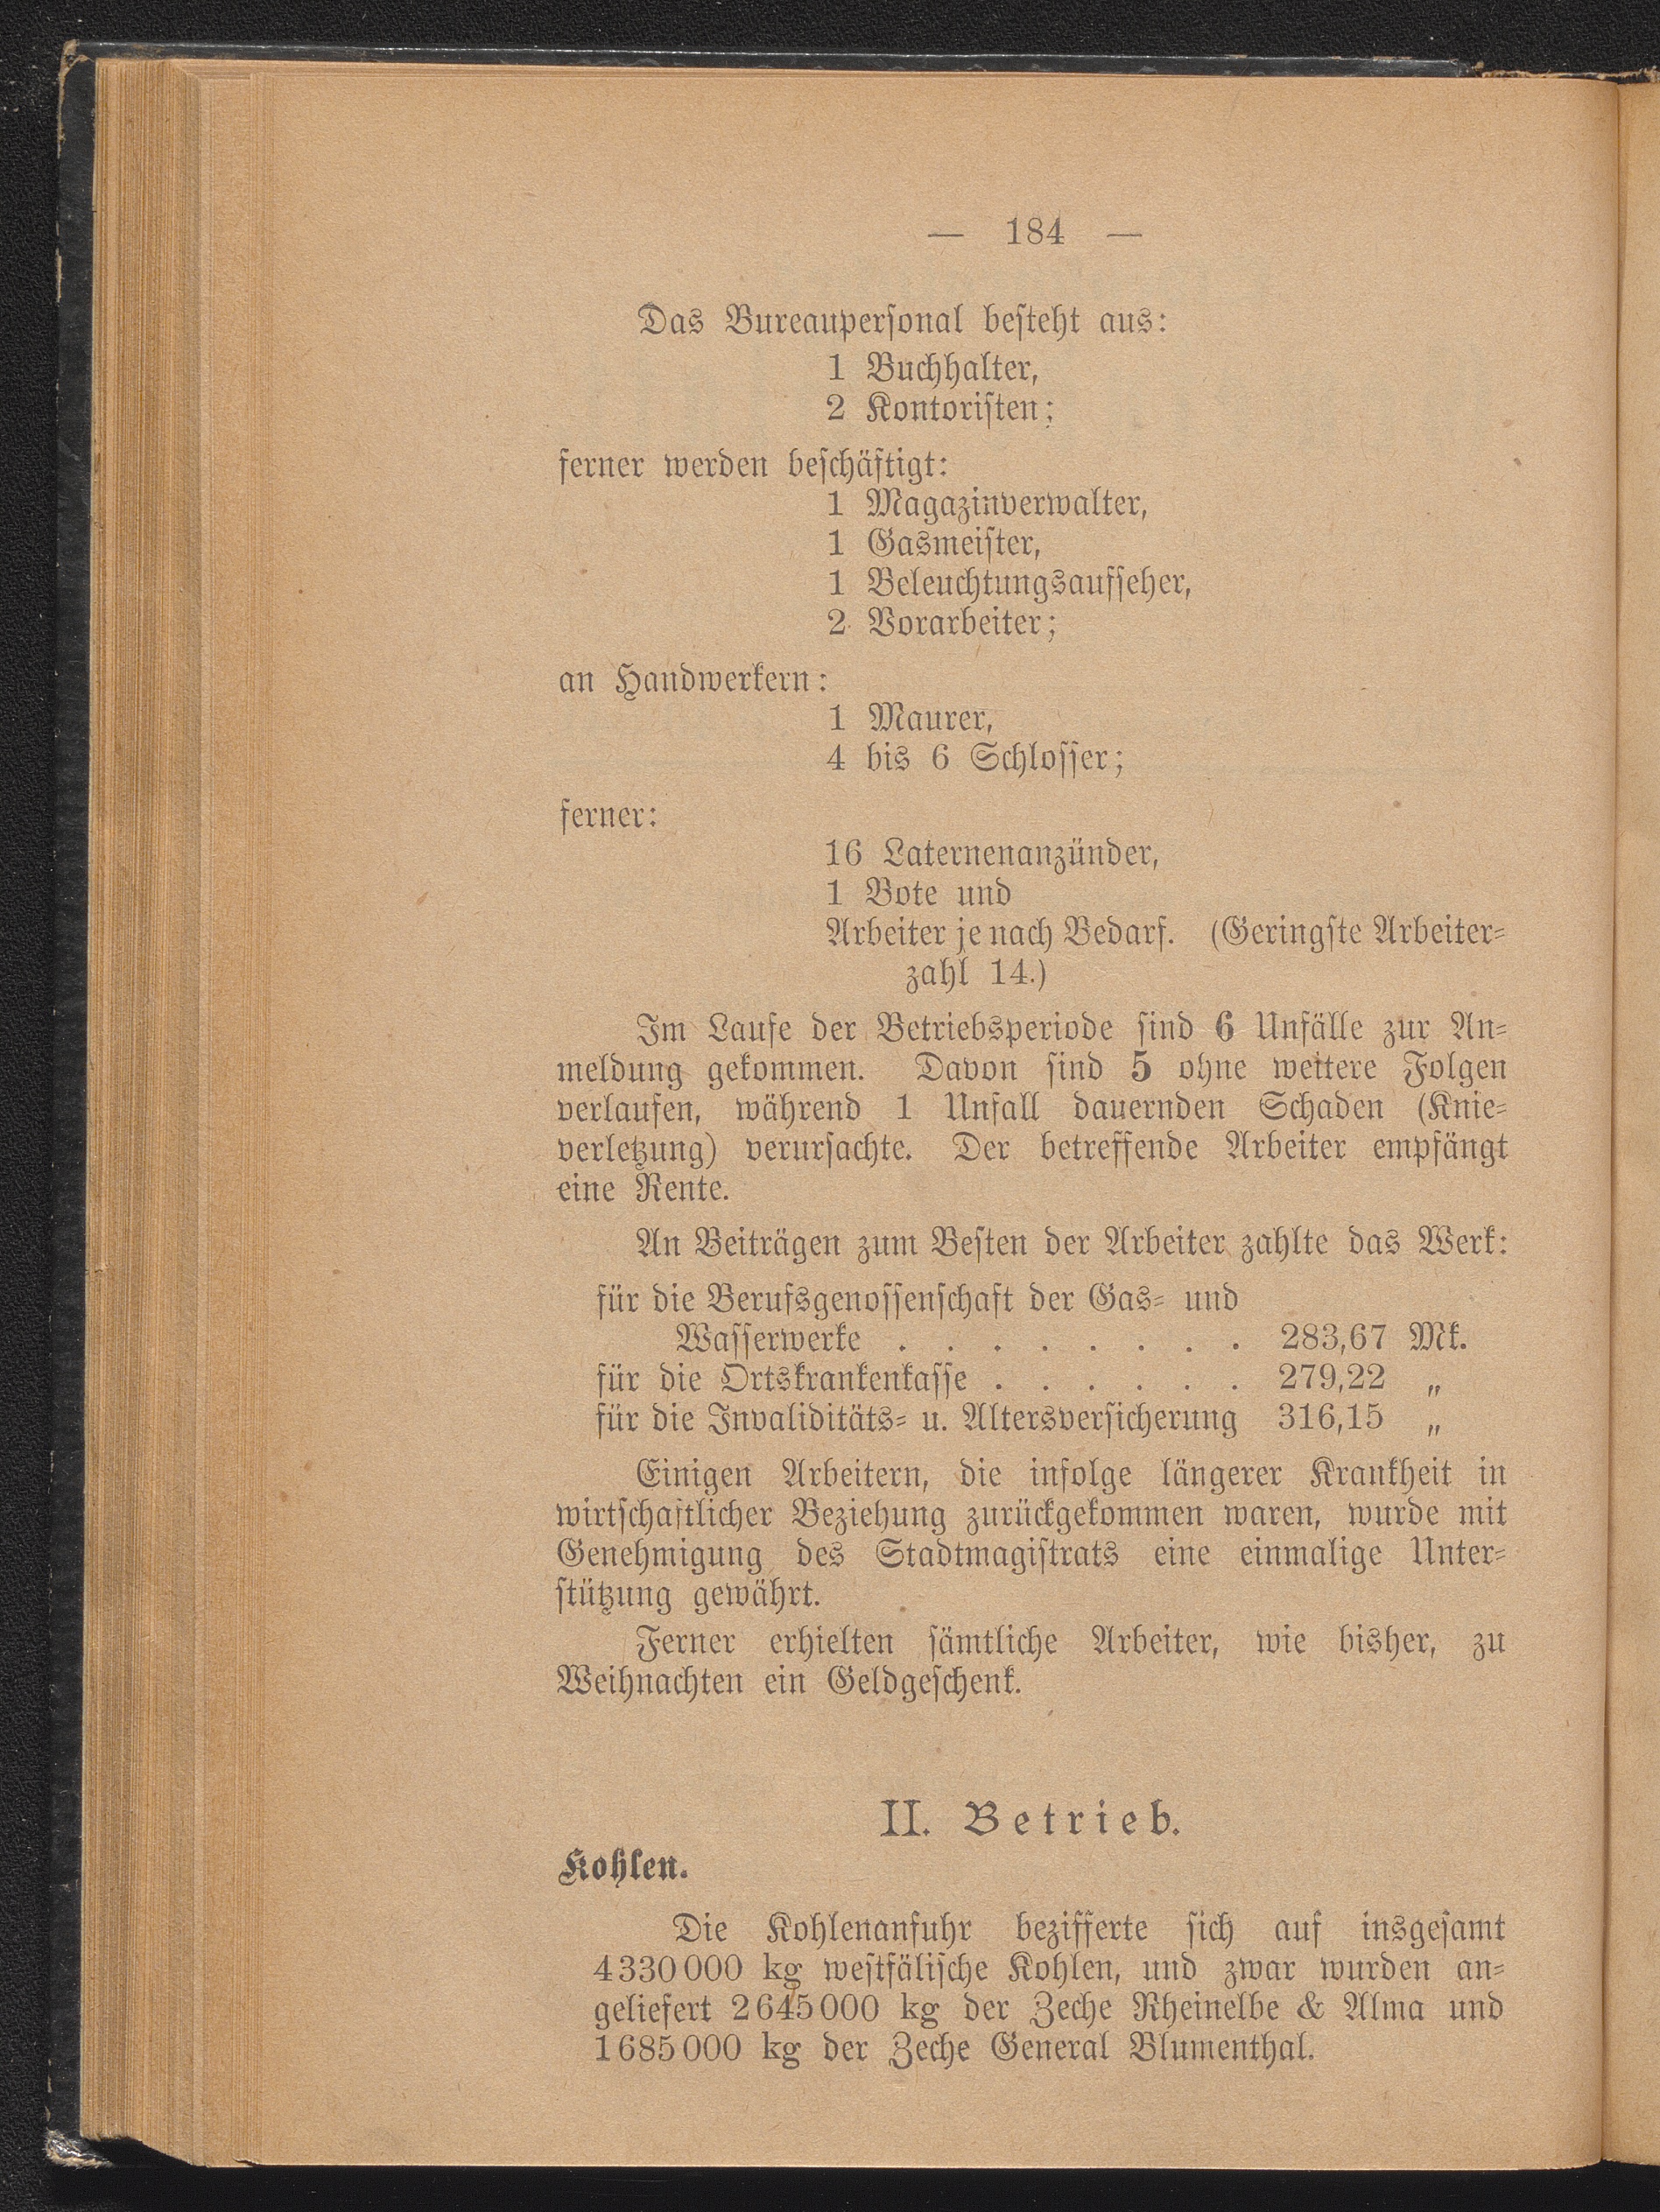 — 184 —
Das Bureaupersonal besteht aus:
1 Buchhalter,
2 Kontoristen;
ferner werden beschäftigt:
1 Magazinverwalter,
1 Gasmeister,
1 Beleuchtungsaufseher,
2 Vorarbeiter;
an Handwerkern:
1 Maurer,
4 bis 6 Schlosser;
ferner:
16 Laternenanzünder,
1 Bote und
Arbeiter je nach Bedarf. (Geringste Arbeiter-
zahl 14.)
Im Laufe der Betriebsperiode sind 6 Unfälle zur An-
meldung gekommen. Davon sind 5 ohne weitere Folgen
verlaufen, während 1 Unfall dauernden Schaden (Knie-
verletzung) verursachte. Der betreffende Arbeiter empfängt
eine Rente.
An Beiträgen zum Besten der Arbeiter zahlte das Werk:
für die Berufsgenossenschaft der Gas- und
Wasserwerke . . . . . . . . 283,67 Mk.
für die Ortskrankenkasse . . . . . . 279,22 „
für die Invaliditäts- u. Altersversicherung 316,15 „
Einigen Arbeitern, die infolge längerer Krankheit in
wirtschaftlicher Beziehung zurückgekommen waren, wurde mit
Genehmigung des Stadtmagistrats eine einmalige Unter-
stützung gewährt.
Ferner erhielten sämtliche Arbeiter, wie bisher, zu
Weihnachten ein Geldgeschenk.
II. Betrieb.
Kohlen.
Die Kohlenanfuhr bezifferte sich auf insgesamt
4330000 kg westfälische Kohlen, und zwar wurden an-
geliefert 2645000 kg der Zeche Rheinelbe & Alma und
1685000 kg der Zeche General Blumenthal.